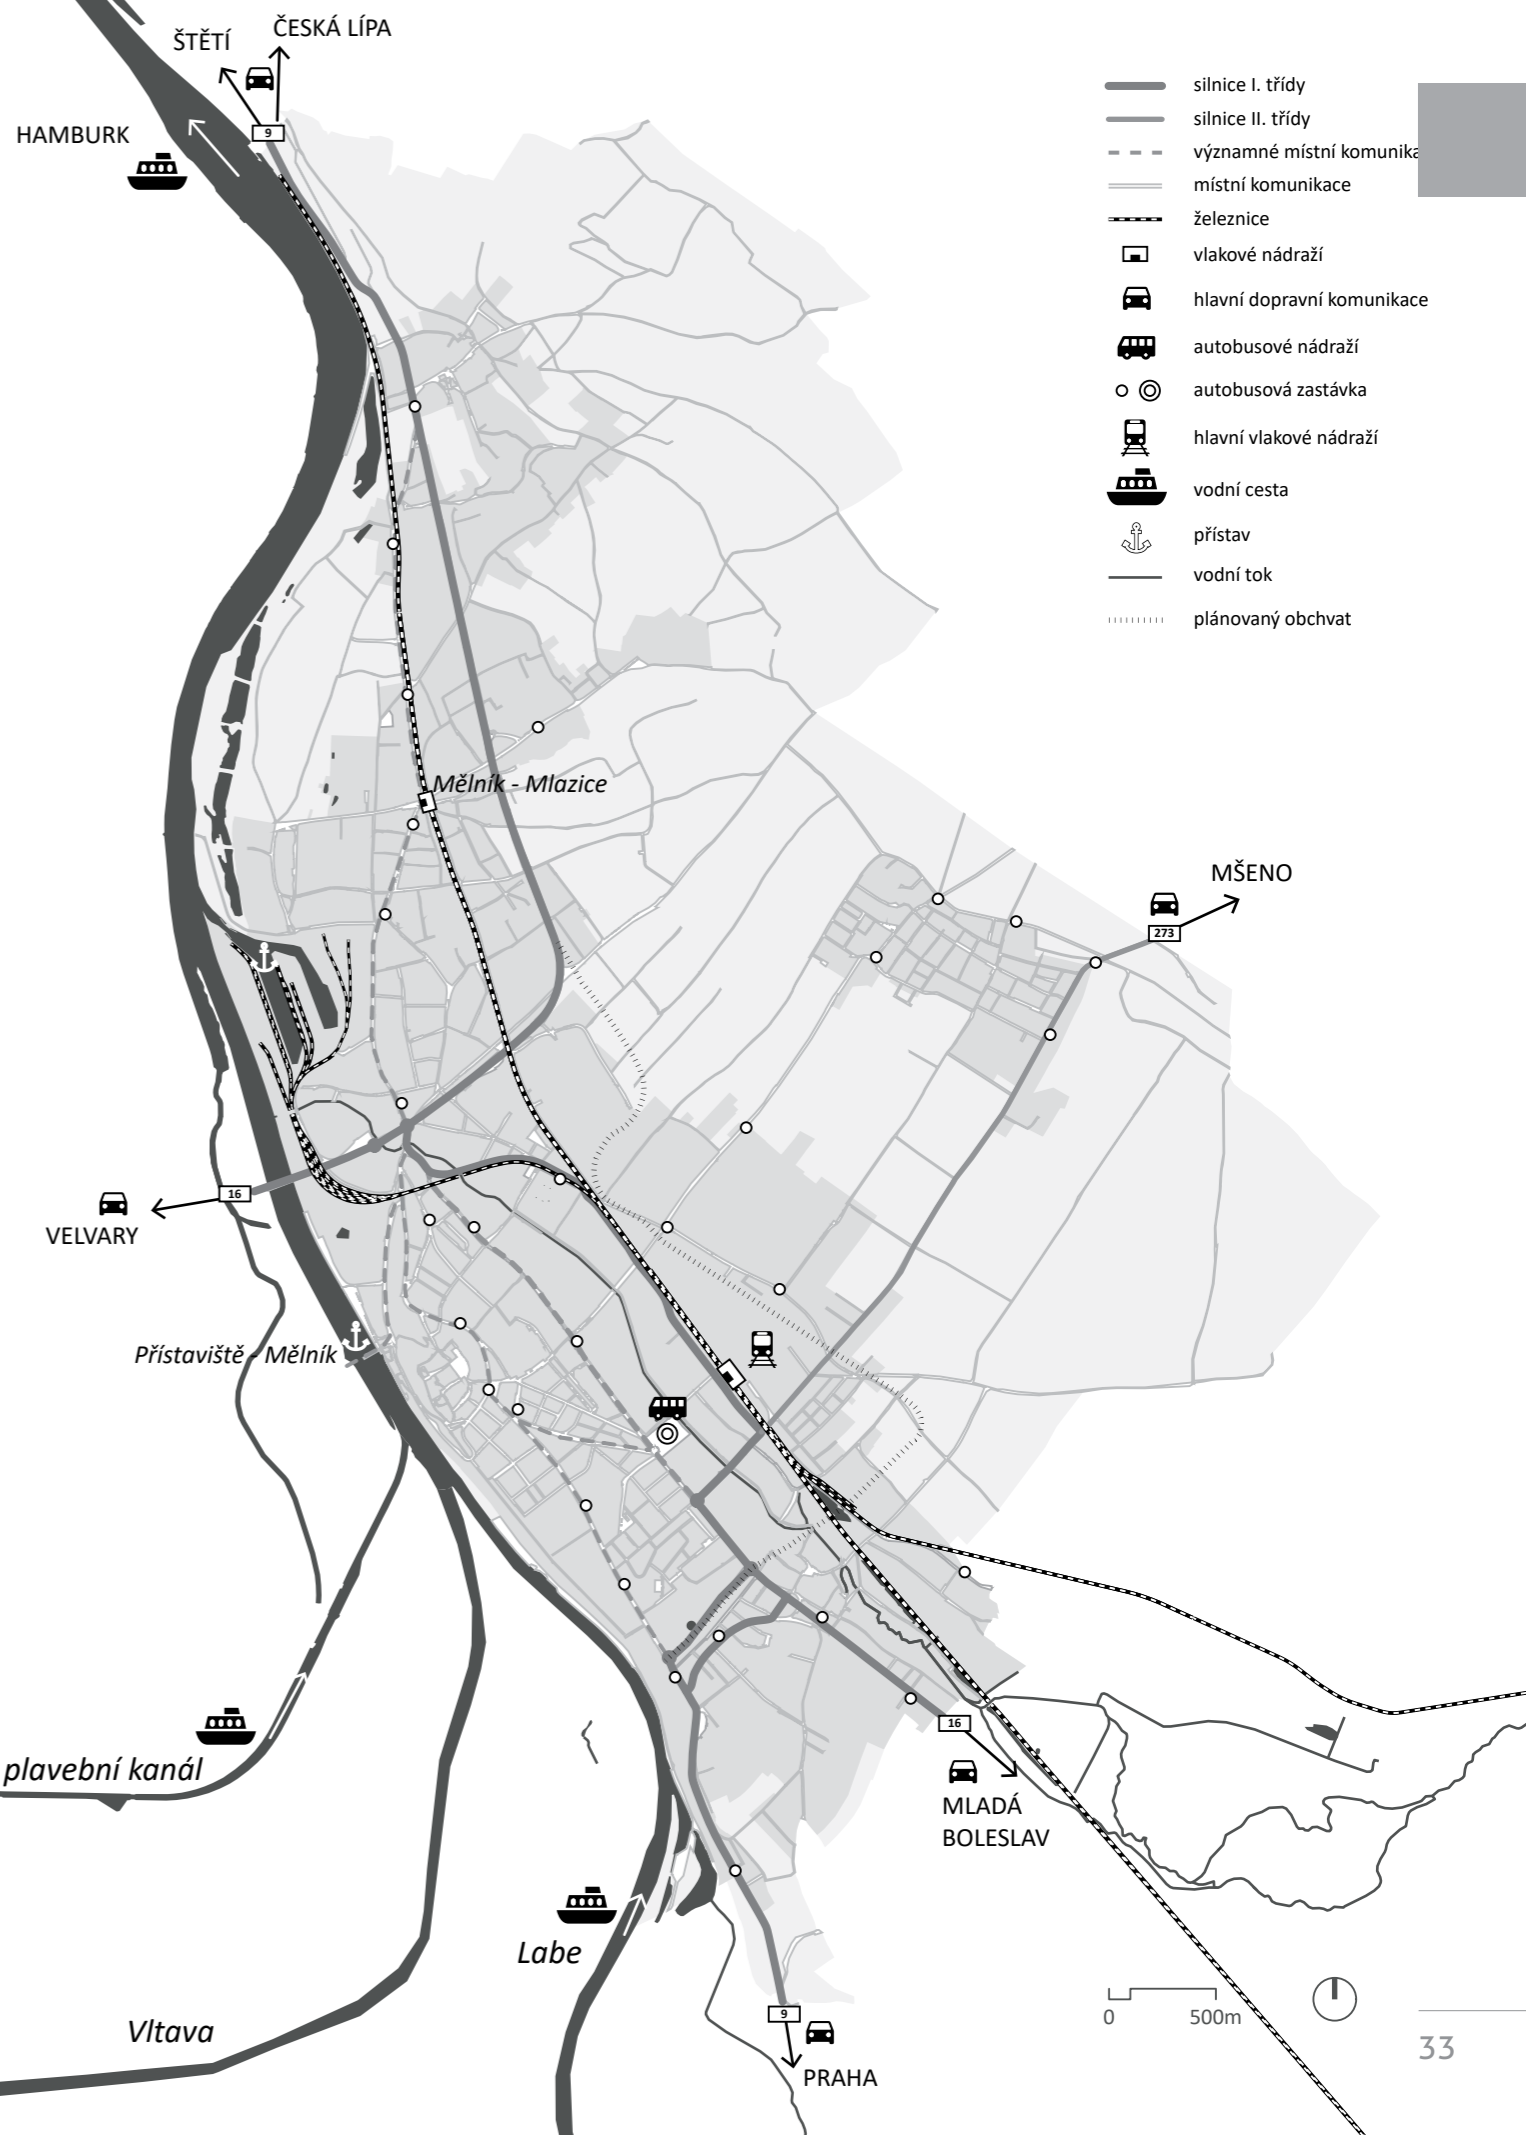 ČESKÁ LÍPA
ŠTĚTÍ
9
HAMBURK
silnice I. třídy
silnice II. třídy
významné místní komunika
místní komunikace
železnice
vlakové nádraží
hlavní dopravní komunikace
autobusové nádraží
autobusová zastávka
hlavní vlakové nádraží
vodní cesta
přístav
vodní tok
plánovaný obchvat
Mělník - Mlazice
MŠENO
273
16
VELVARY
Přístaviště - Mělník
16
plavební kanál
MLADÁ
BOLESLAV
Labe
Vltava
9
PRAHA
0 500m
33